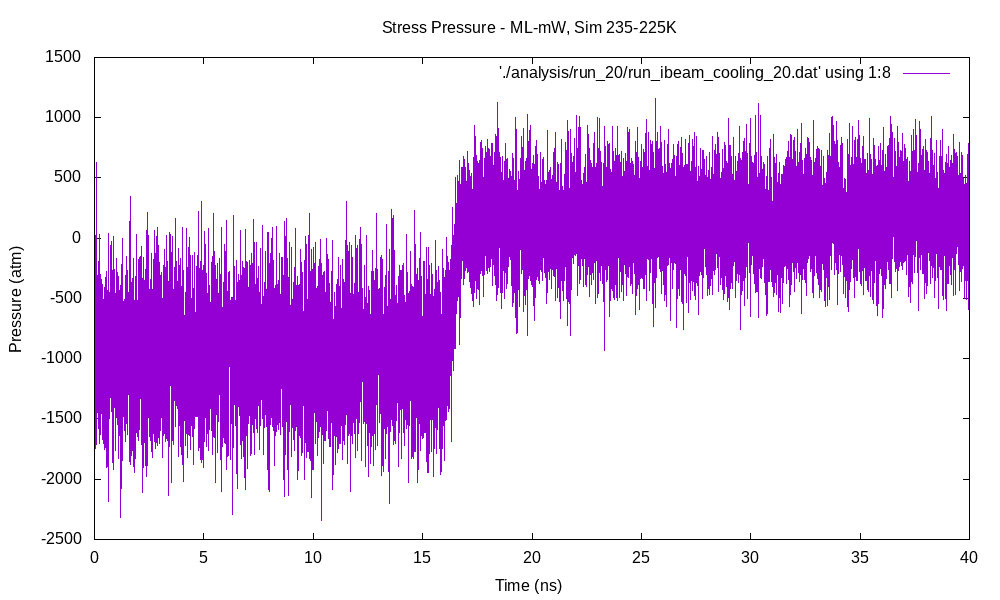 Stress Pressure - ML-mW, Sim 235-225K
'./analysis/run_20/run_ibeam_cooling_20.dat' using 1:8
1500
1000
500
0
-500
-1000
-1500
-2000
-2500
Pressure (atm)
0 5 10 15 20 25 30 35 40
Time (ns)